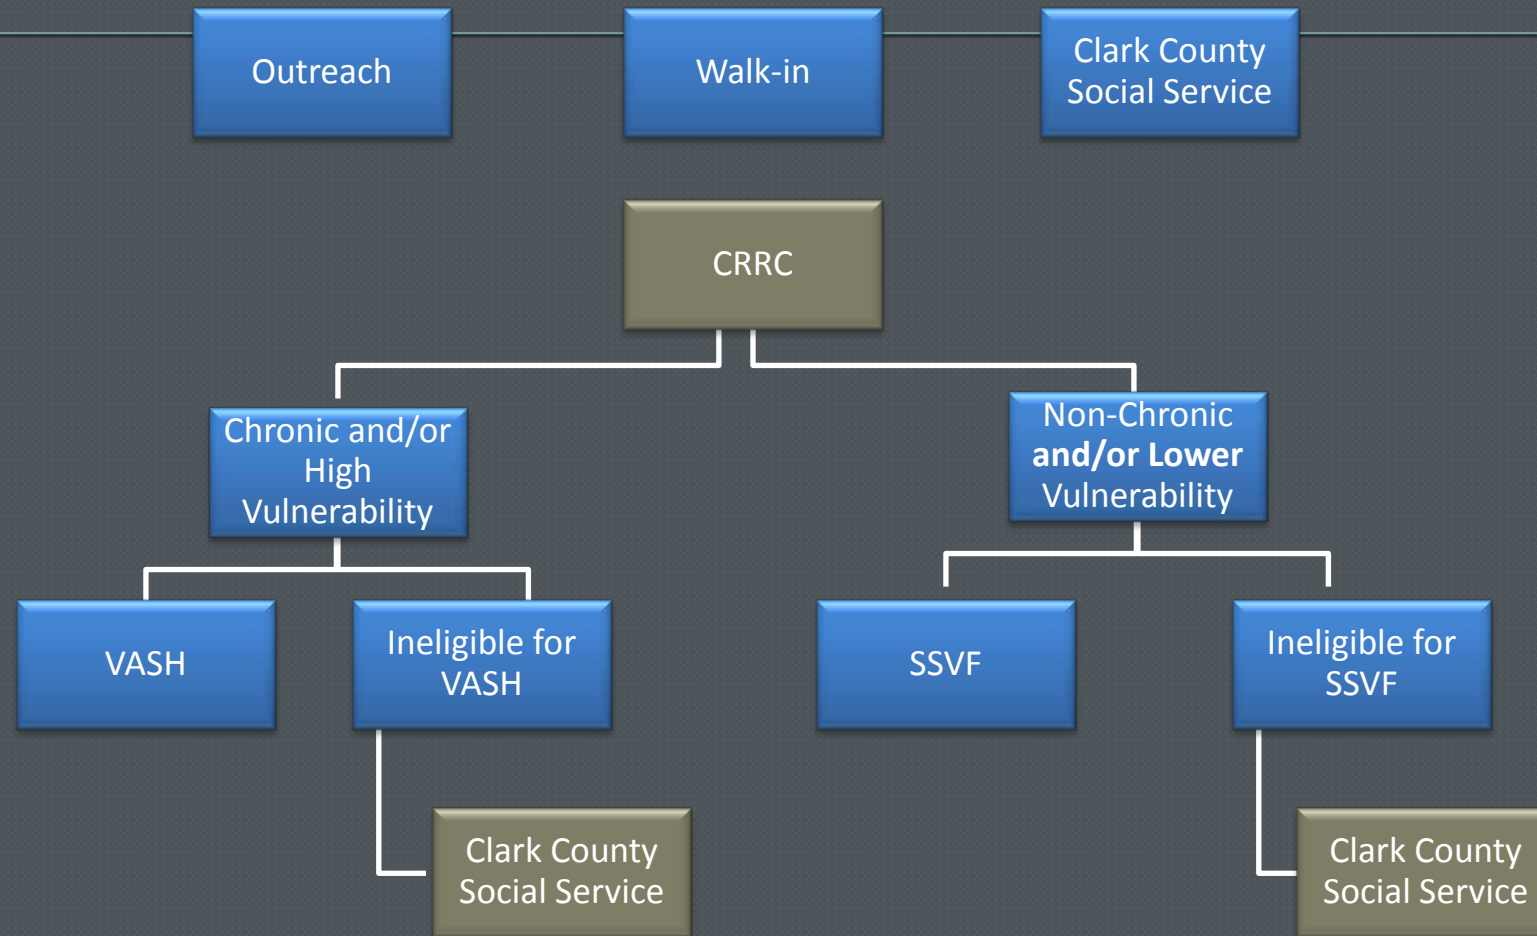 Outreach
Walk-in
Clark County
Social Service
CRRC
Chronic and/or
High
Vulnerability
Non-Chronic
and/or Lower
Vulnerability
VASH
Ineligible for
VASH
SSVF
Ineligible for
SSVF
Clark County
Social Service
Clark County
Social Service